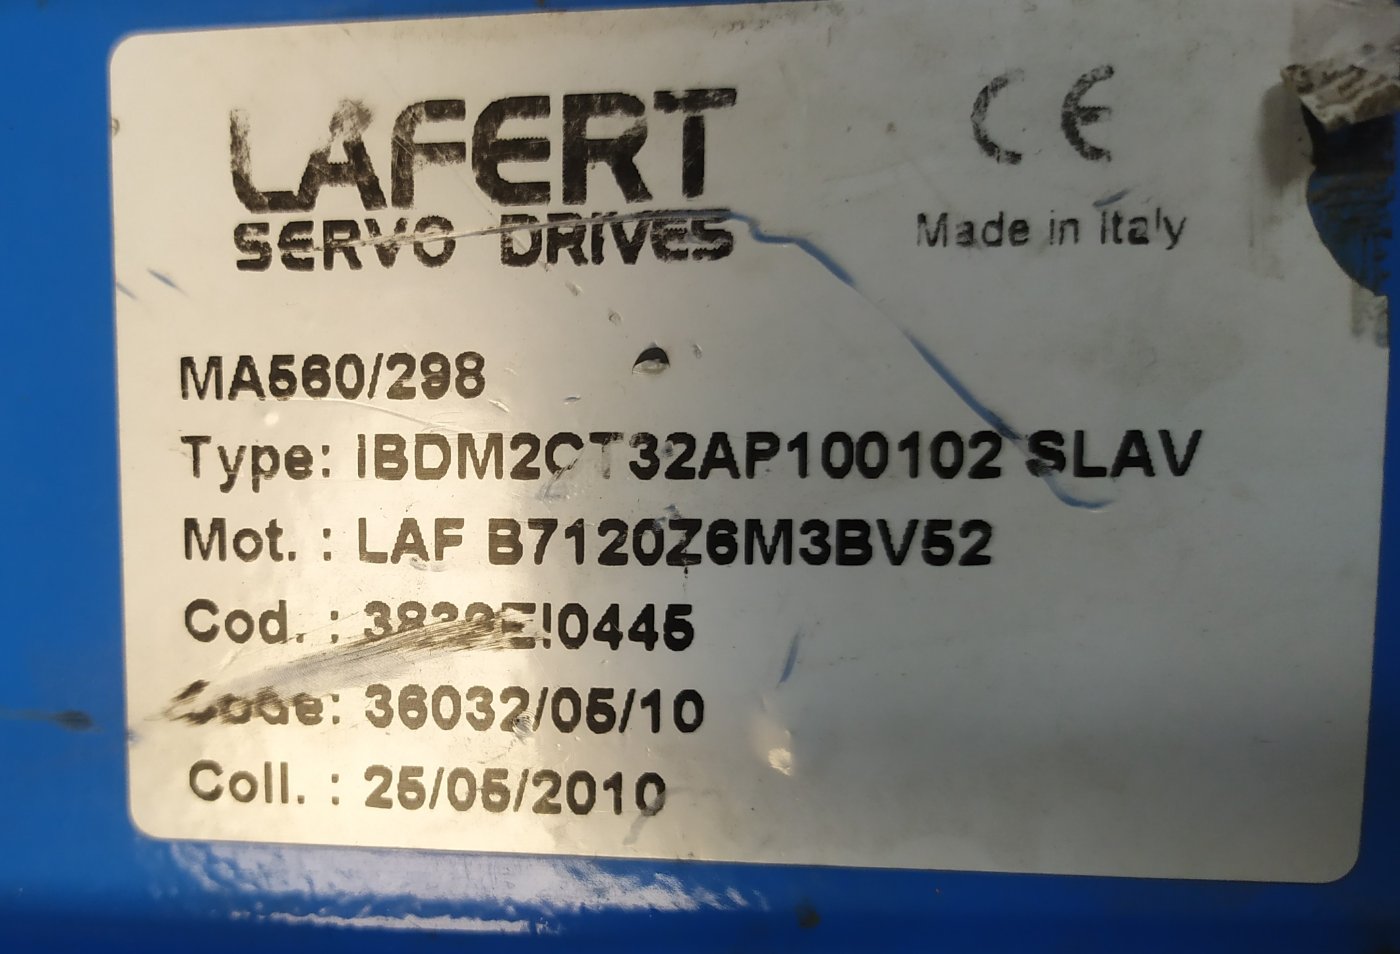 LAFERT
SERVO DRIVES
CE
Made in Italy
MA560/298
Type: IBDM2CT32AP100102 SLAV
Mot. : LAF B7120Z6M3BV52
Cod. :
Code: 36032/05/10
Coll. : 25/05/2010